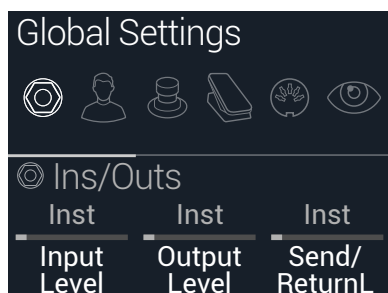 Global Settings
Ins/Outs
Inst Inst Inst
Input Output Send/
Level Level ReturnL